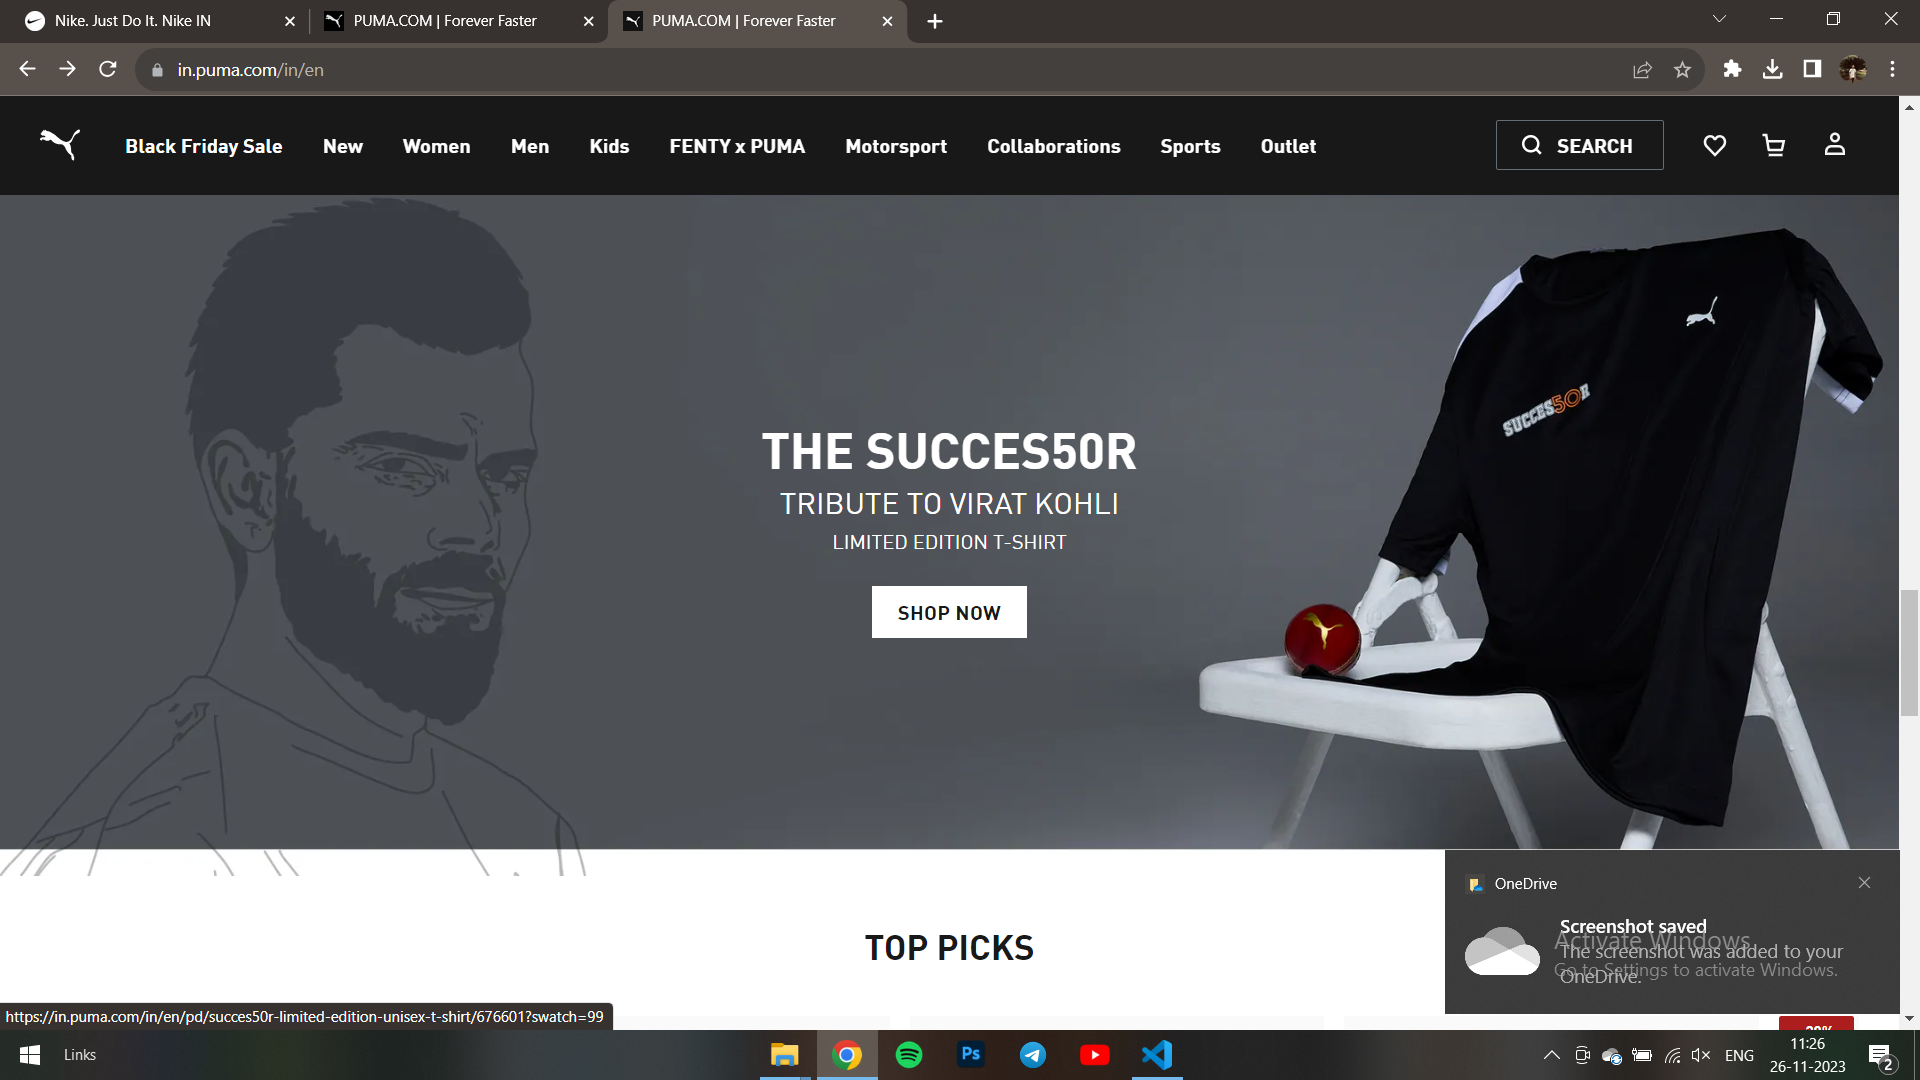 Nike. Just Do It. Nike IN
PUMA.COM | Forever Faster
PUMA.COM | Forever Faster
in.puma.com/in/en
Black Friday Sale
New
Women
Men
Kids
FENTY x PUMA
Motorsport
Collaborations
Sports
Outlet
SEARCH
SUCCES50R
THE SUCCES50R
TRIBUTE TO VIRAT KOHLI
LIMITED EDITION T-SHIRT
SHOP NOW
TOP PICKS
OneDrive
Screenshot saved
The screenshot was added to your
OneDrive.
Activate Windows
Go to Settings to activate Windows.
https://in.puma.com/in/en/pd/succes50r-limited-edition-unisex-t-shirt/676601?swatch=99
Links
Ps
ENG
11:26
26-11-2023
2